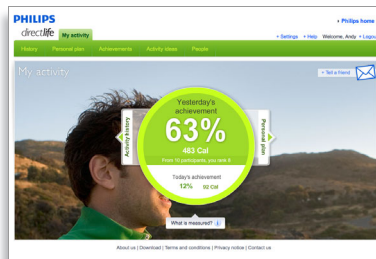 PHILIPS
Philips home
directlife
My activity
Settings Help Welcome, Andy Logou
History Personal plan Achievements Activity ideas People
My activity
Tell a friend
Activity history
Yesterday's
achievement
63%
483 Cal
From 10 participants, you rank 8
Personal plan
Today's achievement
12% 92 Cal
What is measured? i
About us | Download | Terms and conditions | Privacy notice | Contact us